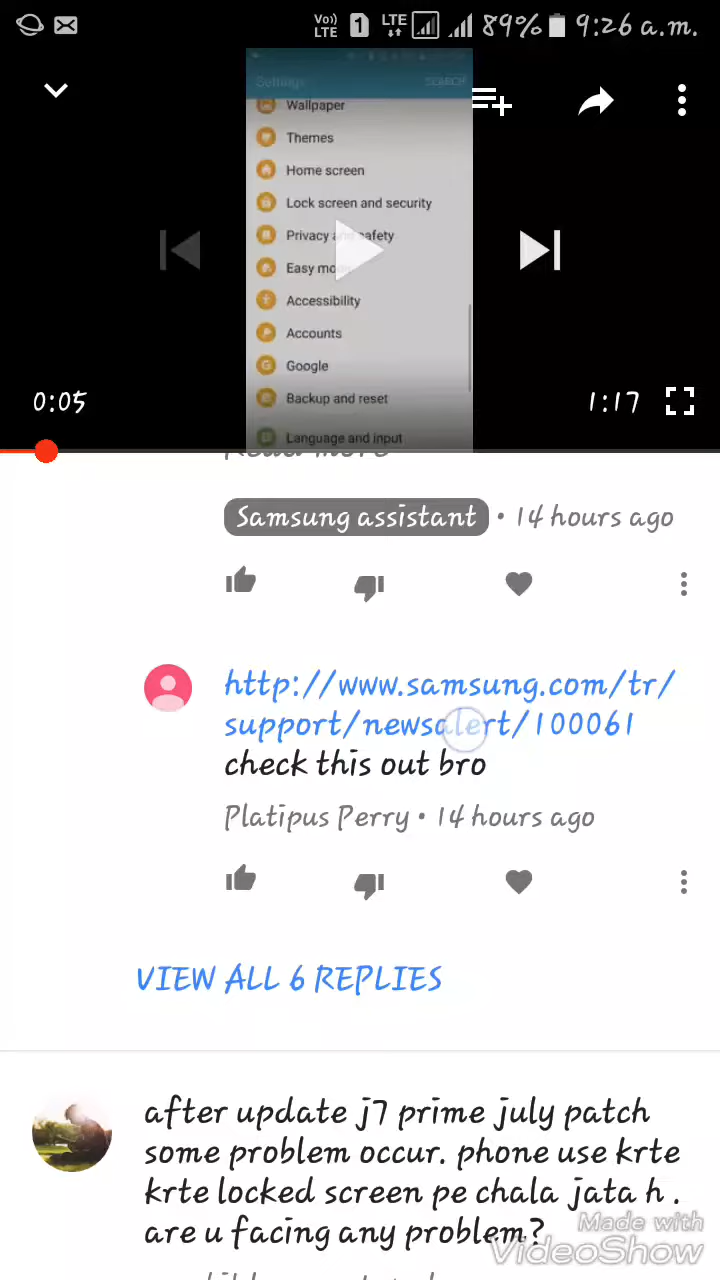 Vo))
LTE
1
LTE
89% 9:26 a.m.
Settings SEARCH
Wallpaper
Themes
Home screen
Lock screen and security
Privacy and safety
Easy mo
Accessibility
Accounts
Google
Backup and reset
Language and input
0:05
1:17
Read more
Samsung assistant • 14 hours ago
http://www.samsung.com/tr/
support/newsalert/100061
check this out bro
Platipus Perry • 14 hours ago
VIEW ALL 6 REPLIES
after update j7 prime july patch
some problem occur. phone use krte
krte locked screen pe chala jata h .
are u facing any problem?
Made with
VideoShow